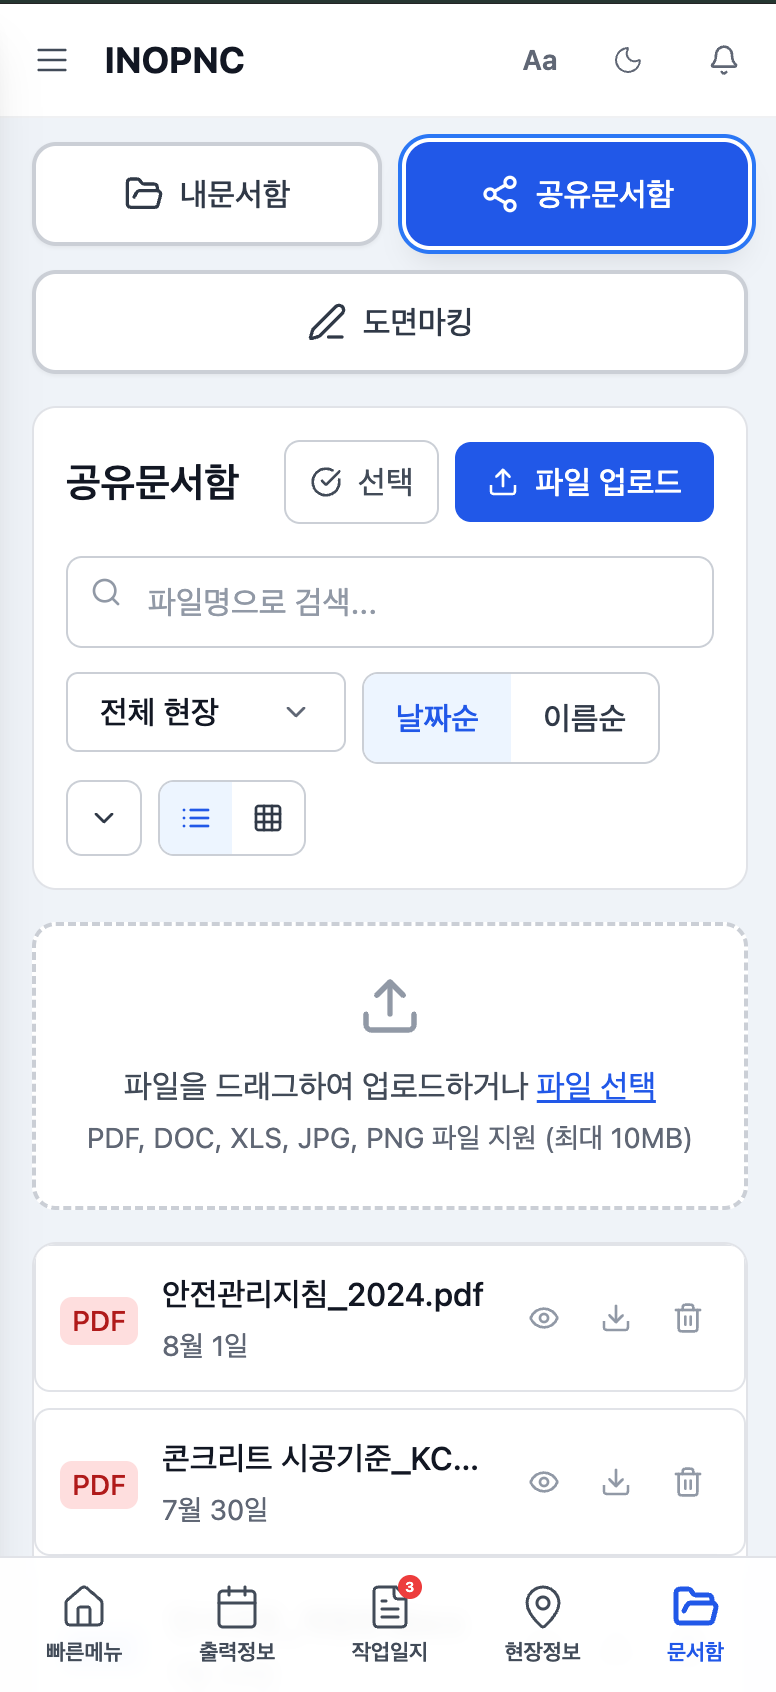 INOPNC
Aa
내문서함
공유문서함
도면마킹
공유문서함
선택
파일 업로드
파일명으로 검색...
전체 현장
날짜순
이름순
파일을 드래그하여 업로드하거나 파일 선택
PDF, DOC, XLS, JPG, PNG 파일 지원 (최대 10MB)
PDF
안전관리지침_2024.pdf
8월 1일
PDF
콘크리트 시공기준_KC...
7월 30일
3
빠른메뉴
출력정보
작업일지
현장정보
문서함